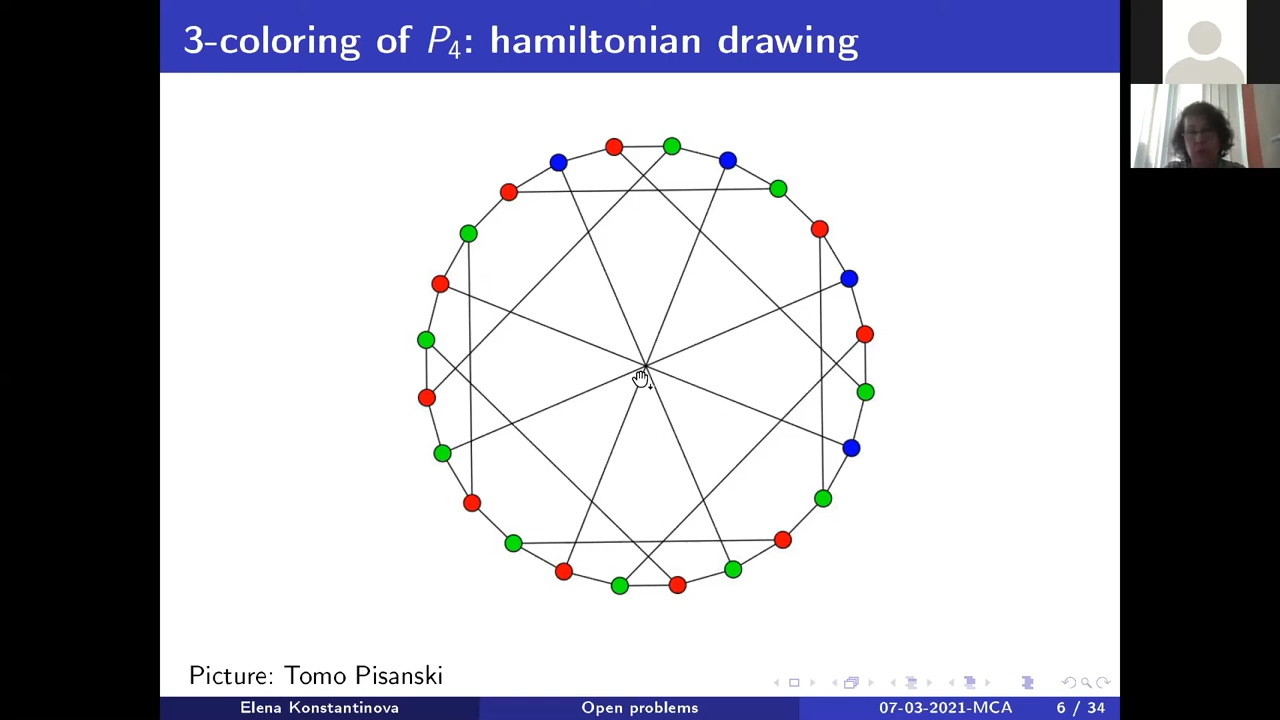 3-coloring of P₄: hamiltonian drawing
Picture: Tomo Pisanski
Elena Konstantinova Open problems 07-03-2021-MCA 6 / 34